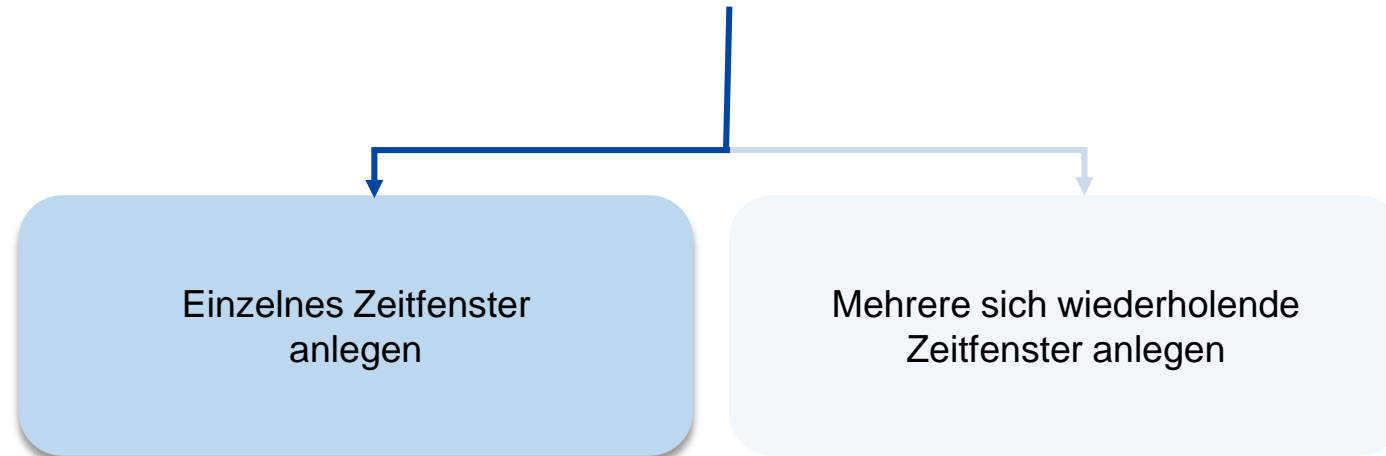 Einzelnes Zeitfenster
anlegen
Mehrere sich wiederholende
Zeitfenster anlegen